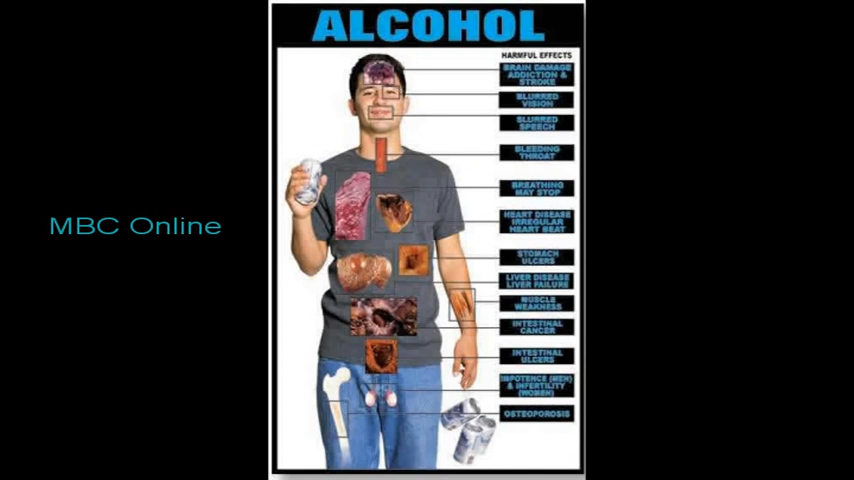 ALCOHOL
HARMFUL EFFECTS
BRAIN DAMAGE
ADDICTION &
STROKE
BLURRED
VISION
SLURRED
SPEECH
MBC Online
BLEEDING
THROAT
BREATHING
MAY STOP
HEART DISEASE
IRREGULAR
HEART BEAT
STOMACH
ULCERS
LIVER DISEASE
LIVER FAILURE
MUSCLE
WEAKNESS
INTESTINAL
CANCER
INTESTINAL
ULCERS
IMPOTENCE (MEN)
& INFERTILITY
(WOMEN)
OSTEOPOROSIS